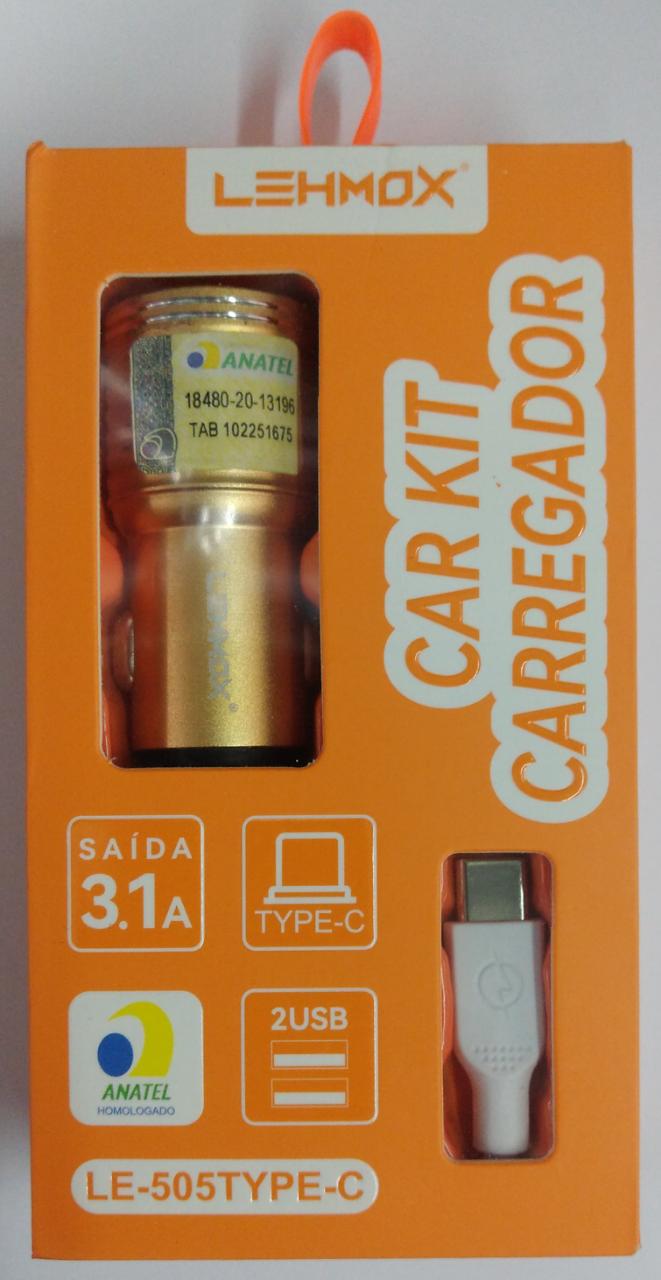 LEHMOX®
ANATEL
18480-20-13196
TAB 102251675
LEHMOX®
CAR KIT
CARREGADOR
SAÍDA
3.1A
TYPE-C
ANATEL
HOMOLOGADO
2USB
LE-505TYPE-C